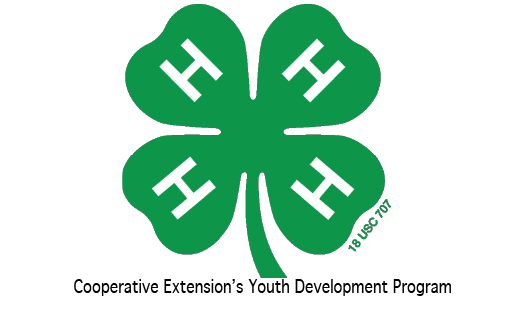 H H
H H
18 USC 707
Cooperative Extension's Youth Development Program